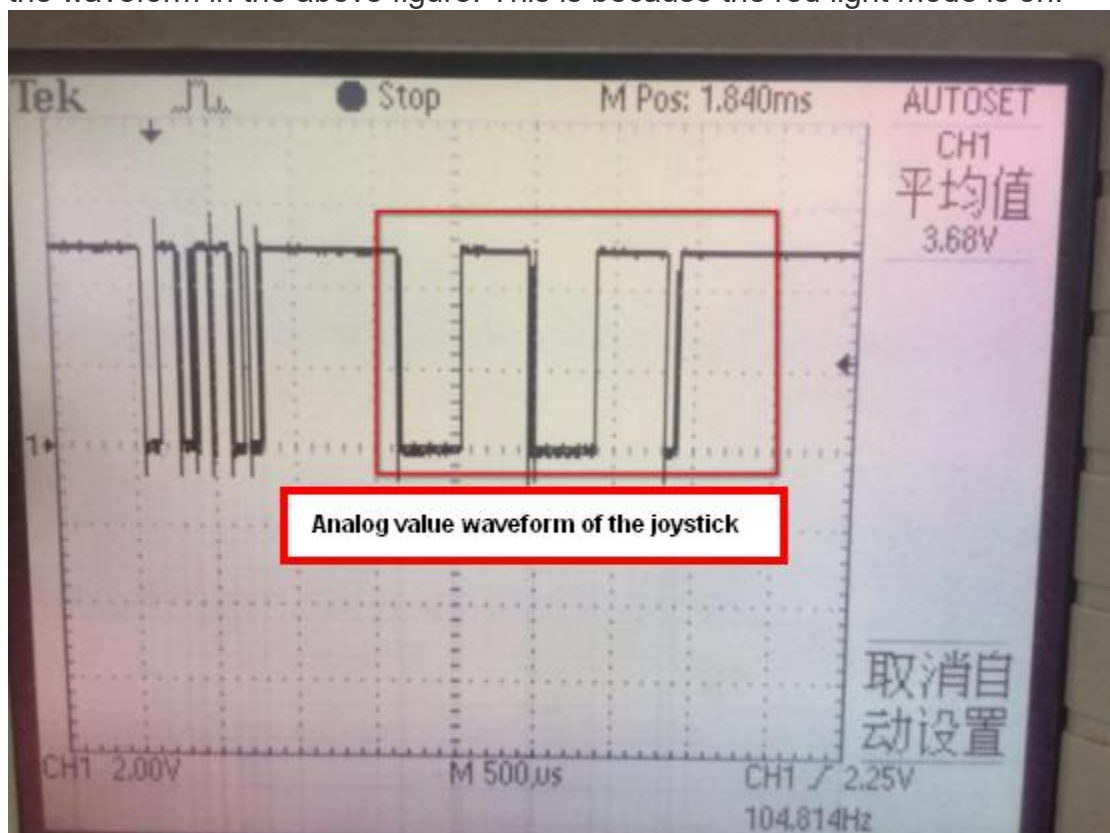 the waveform in the above figure. This is because the red light mode is on.
Tek Stop M Pos: 1.840ms AUTOSET
CH1
平均值
3.68V
1
Analog value waveform of the joystick
取消自
动设置
CH1 2.00V M 500µs CH1 2.25V
104.814Hz